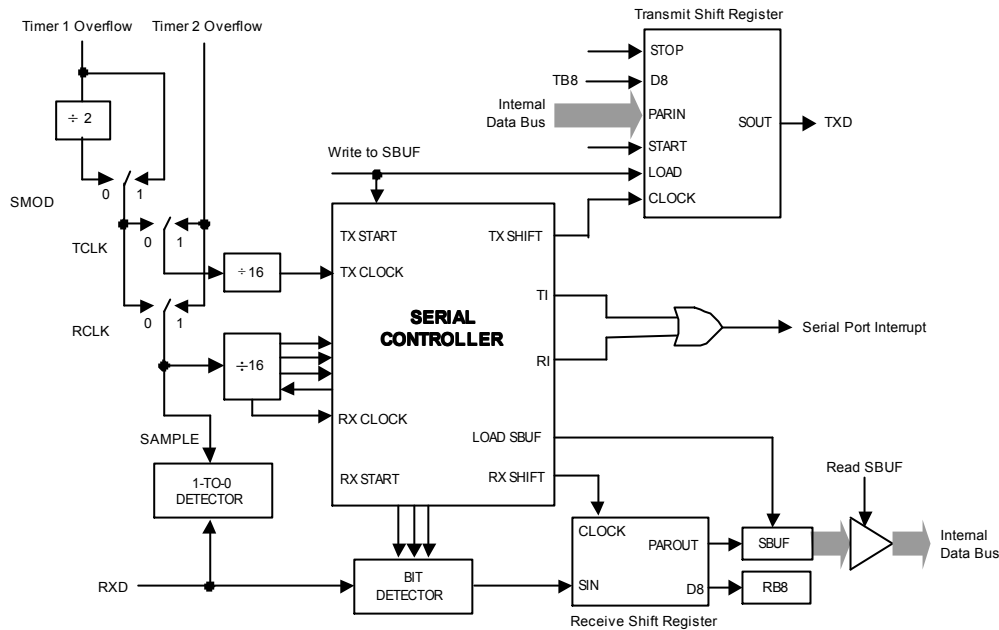 Transmit Shift Register
Timer 1 Overflow
Timer 2 Overflow
STOP
TB8
D8
÷ 2
Internal
Data Bus
PARIN
SOUT
TXD
START
Write to SBUF
LOAD
0
1
SMOD
CLOCK
TX START
TX SHIFT
TCLK
0
1
÷16
TX CLOCK
TI
SERIAL
CONTROLLER
Serial Port Interrupt
RCLK
0
1
÷16
RI
RX CLOCK
SAMPLE
LOAD SBUF
1-TO-0
DETECTOR
RX START
RX SHIFT
Read SBUF
CLOCK
PAROUT
SBUF
Internal
Data Bus
RXD
BIT
DETECTOR
SIN
D8
RB8
Receive Shift Register